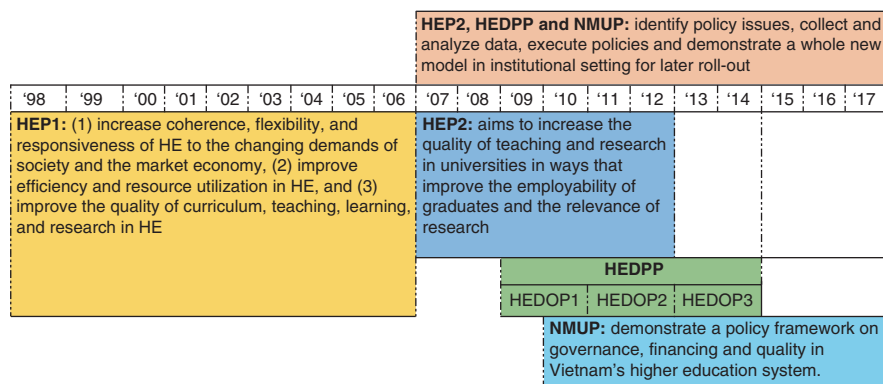 HEP2, HEDPP and NMUP: identify policy issues, collect and
analyze data, execute policies and demonstrate a whole new
model in institutional setting for later roll-out
‘98 ‘99 ‘00 ‘01 ‘02 ‘03 ‘04 ‘05 ‘06 ‘07 ‘08 ‘09 ‘10 ‘11 ‘12 ‘13 ‘14 ‘15 ‘16 ‘17
HEP1: (1) increase coherence, flexibility, and
responsiveness of HE to the changing demands of
society and the market economy, (2) improve
efficiency and resource utilization in HE, and (3)
improve the quality of curriculum, teaching, learning,
and research in HE
HEP2: aims to increase the
quality of teaching and research
in universities in ways that
improve the employability of
graduates and the relevance of
research
HEDPP
HEDOP1 HEDOP2 HEDOP3
NMUP: demonstrate a policy framework on
governance, financing and quality in
Vietnam’s higher education system.